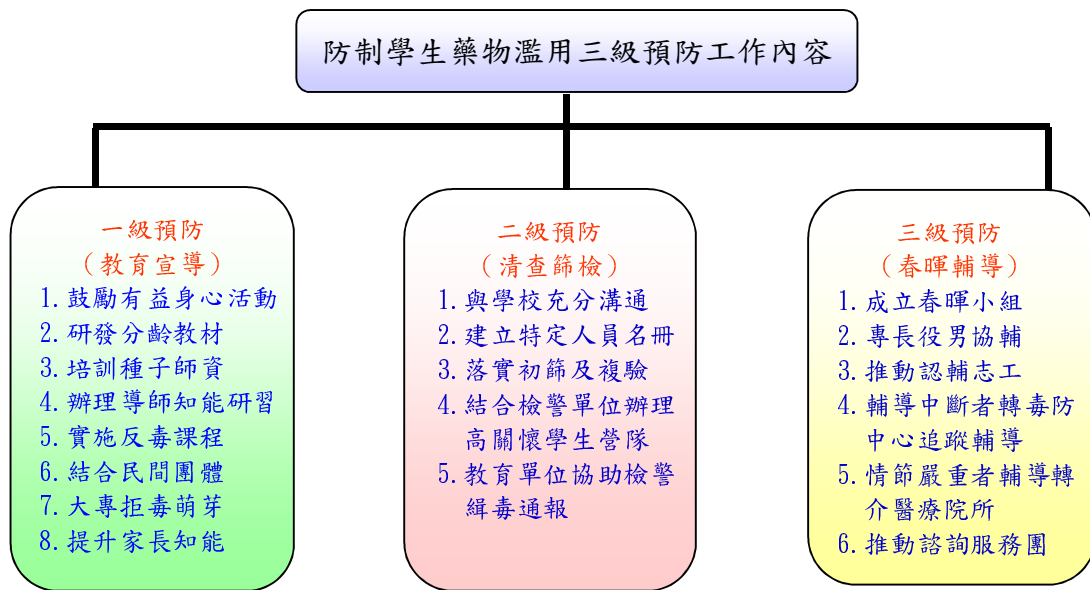 防制學生藥物濫用三級預防工作內容
一級預防
(教育宣導)
1. 鼓勵有益身心活動
2. 研發分齡教材
3. 培訓種子師資
4. 辦理導師知能研習
5. 實施反毒課程
6. 結合民間團體
7. 大專拒毒萌芽
8. 提升家長知能
二級預防
(清查篩檢)
1. 與學校充分溝通
2. 建立特定人員名冊
3. 落實初篩及複驗
4. 結合檢警單位辦理
高關懷學生營隊
5. 教育單位協助檢警
緝毒通報
三級預防
(春暉輔導)
1. 成立春暉小組
2. 專長役男協輔
3. 推動認輔志工
4. 輔導中斷者轉毒防
中心追蹤輔導
5. 情節嚴重者輔導轉
介醫療院所
6. 推動諮詢服務團